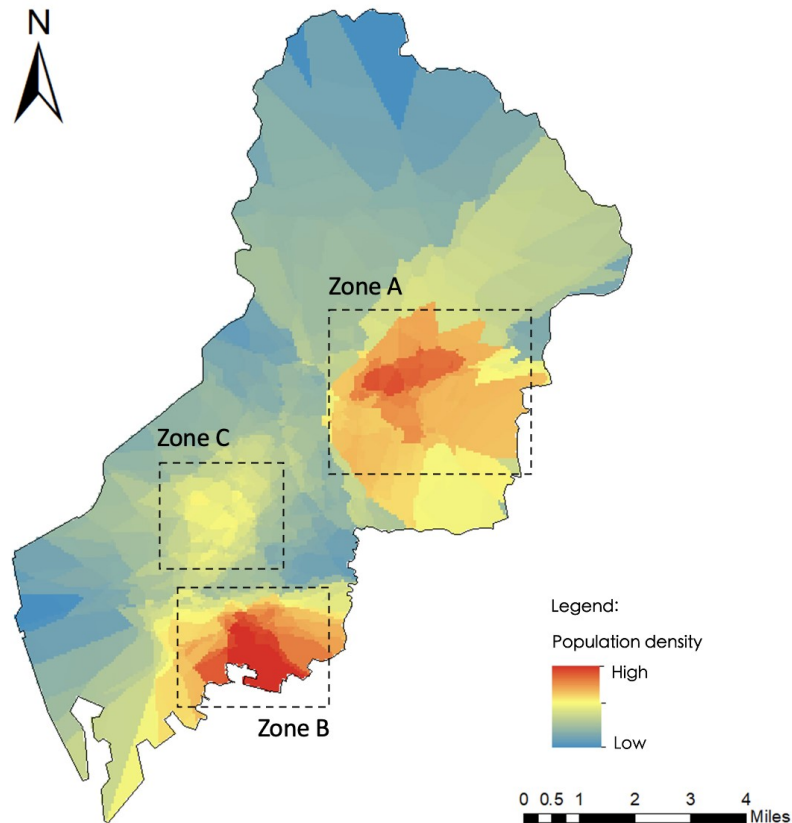 N
Zone A
Zone C
Zone B
Legend:
Population density
High
Low
0 0.5 1 2 3 4
Miles